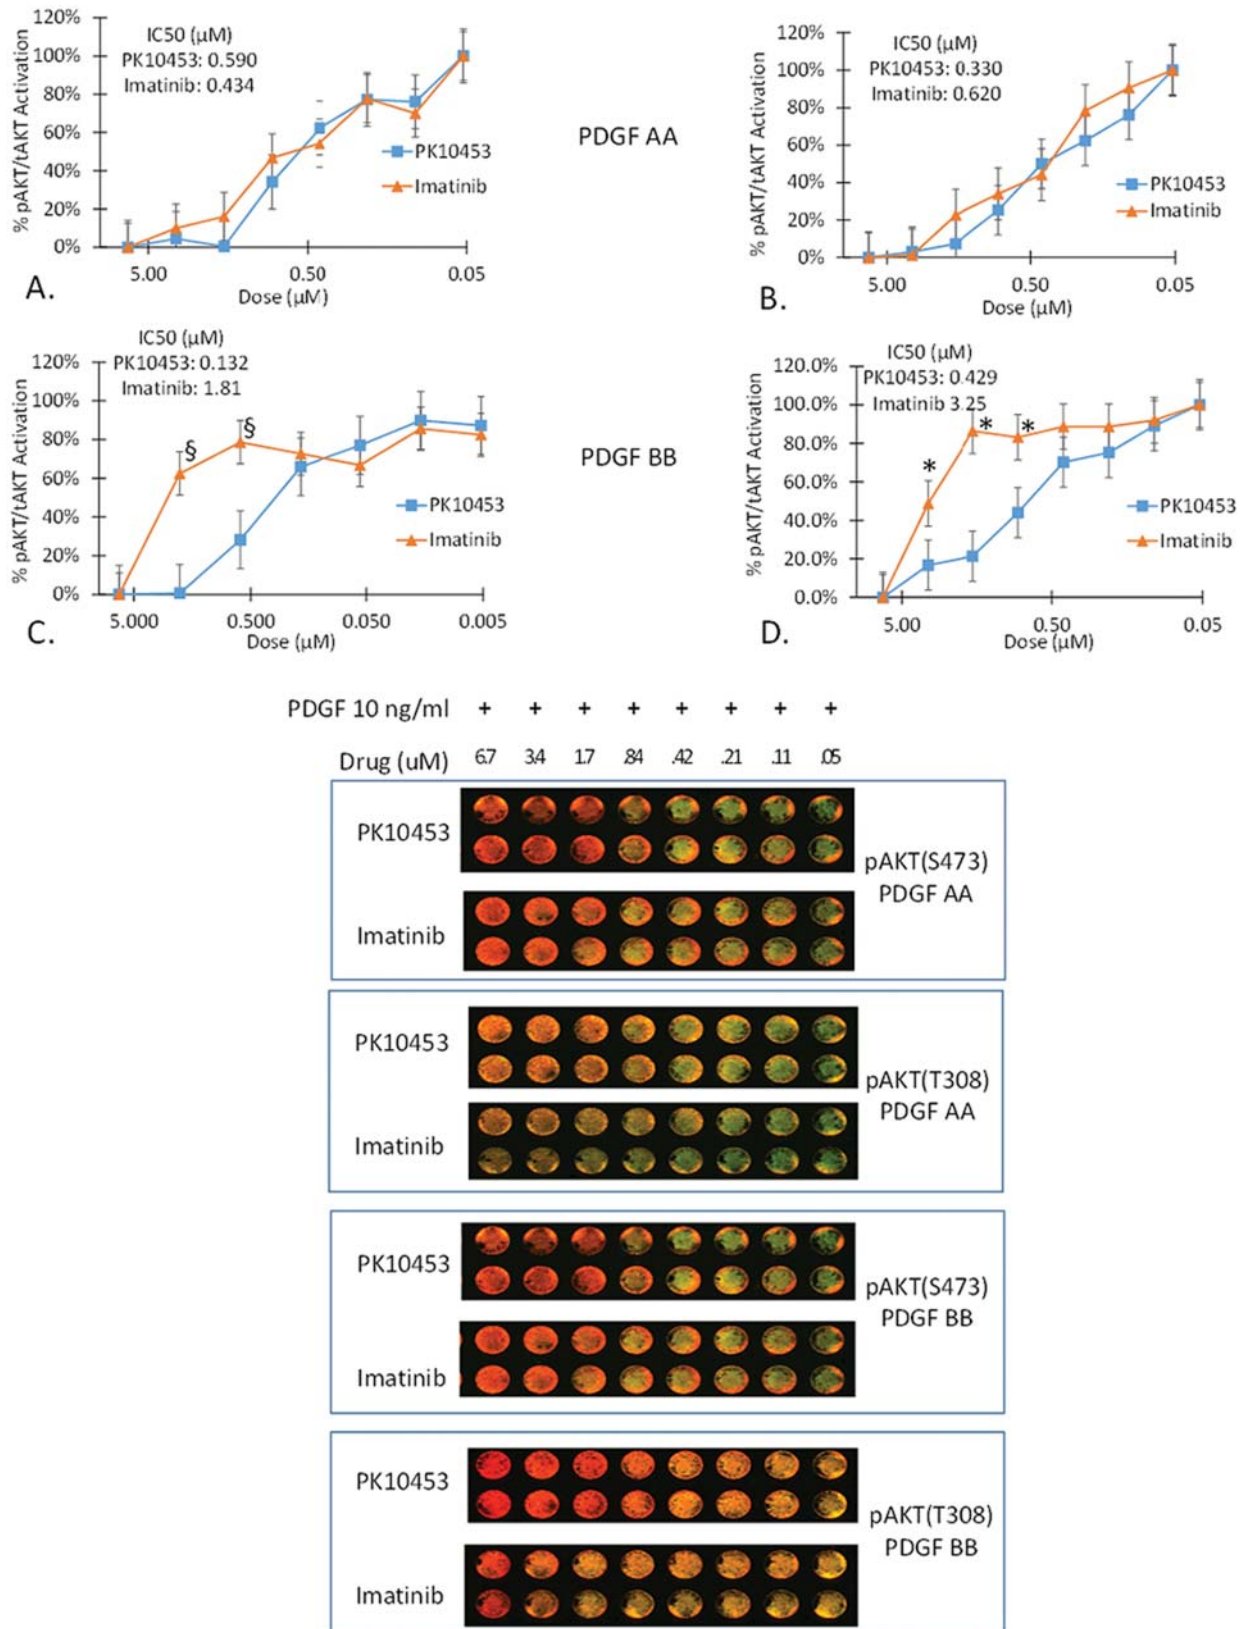 120%
100%
80%
60%
40%
20%
0%
% pAKT/tAKT Activation
IC50 (µM)
PK10453: 0.590
Imatinib: 0.434
PK10453
Imatinib
5.00 0.50 0.05
Dose (µM)
A.
PDGF AA
120%
100%
80%
60%
40%
20%
0%
% pAKT/tAKT Activation
IC50 (µM)
PK10453: 0.330
Imatinib: 0.620
PK10453
Imatinib
5.00 0.50 0.05
Dose (µM)
B.
120%
100%
80%
60%
40%
20%
0%
% pAKT/tAKT Activation
IC50 (µM)
PK10453: 0.132
Imatinib: 1.81
§ §
PK10453
Imatinib
5.000 0.500 0.050 0.005
Dose (µM)
C.
PDGF BB
120.0%
100.0%
80.0%
60.0%
40.0%
20.0%
0.0%
% pAKT/tAKT Activation
IC50 (µM)
PK10453: 0.429
Imatinib 3.25
* * *
PK10453
Imatinib
5.00 0.50 0.05
Dose (µM)
D.
PDGF 10 ng/ml + + + + + + + +
Drug (uM) 6.7 3.4 1.7 .84 .42 .21 .11 .05
PK10453
Imatinib
pAKT(S473)
PDGF AA
PK10453
Imatinib
pAKT(T308)
PDGF AA
PK10453
Imatinib
pAKT(S473)
PDGF BB
PK10453
Imatinib
pAKT(T308)
PDGF BB